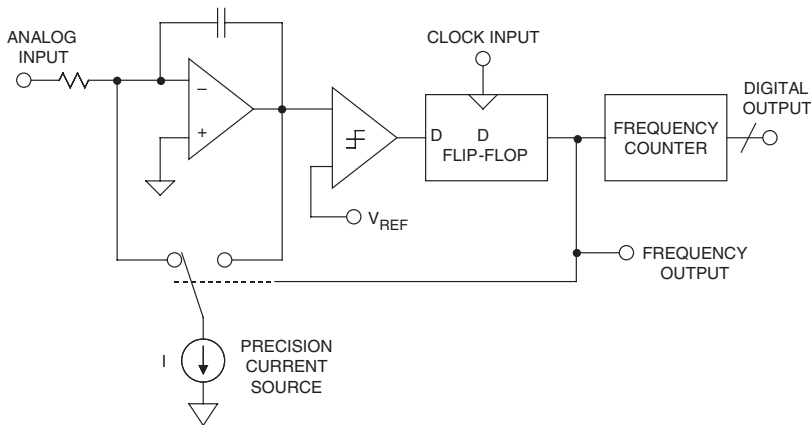 ANALOG
INPUT
−
+
CLOCK INPUT
D D
FLIP-FLOP
V_REF
FREQUENCY
COUNTER
DIGITAL
OUTPUT
FREQUENCY
OUTPUT
I
PRECISION
CURRENT
SOURCE